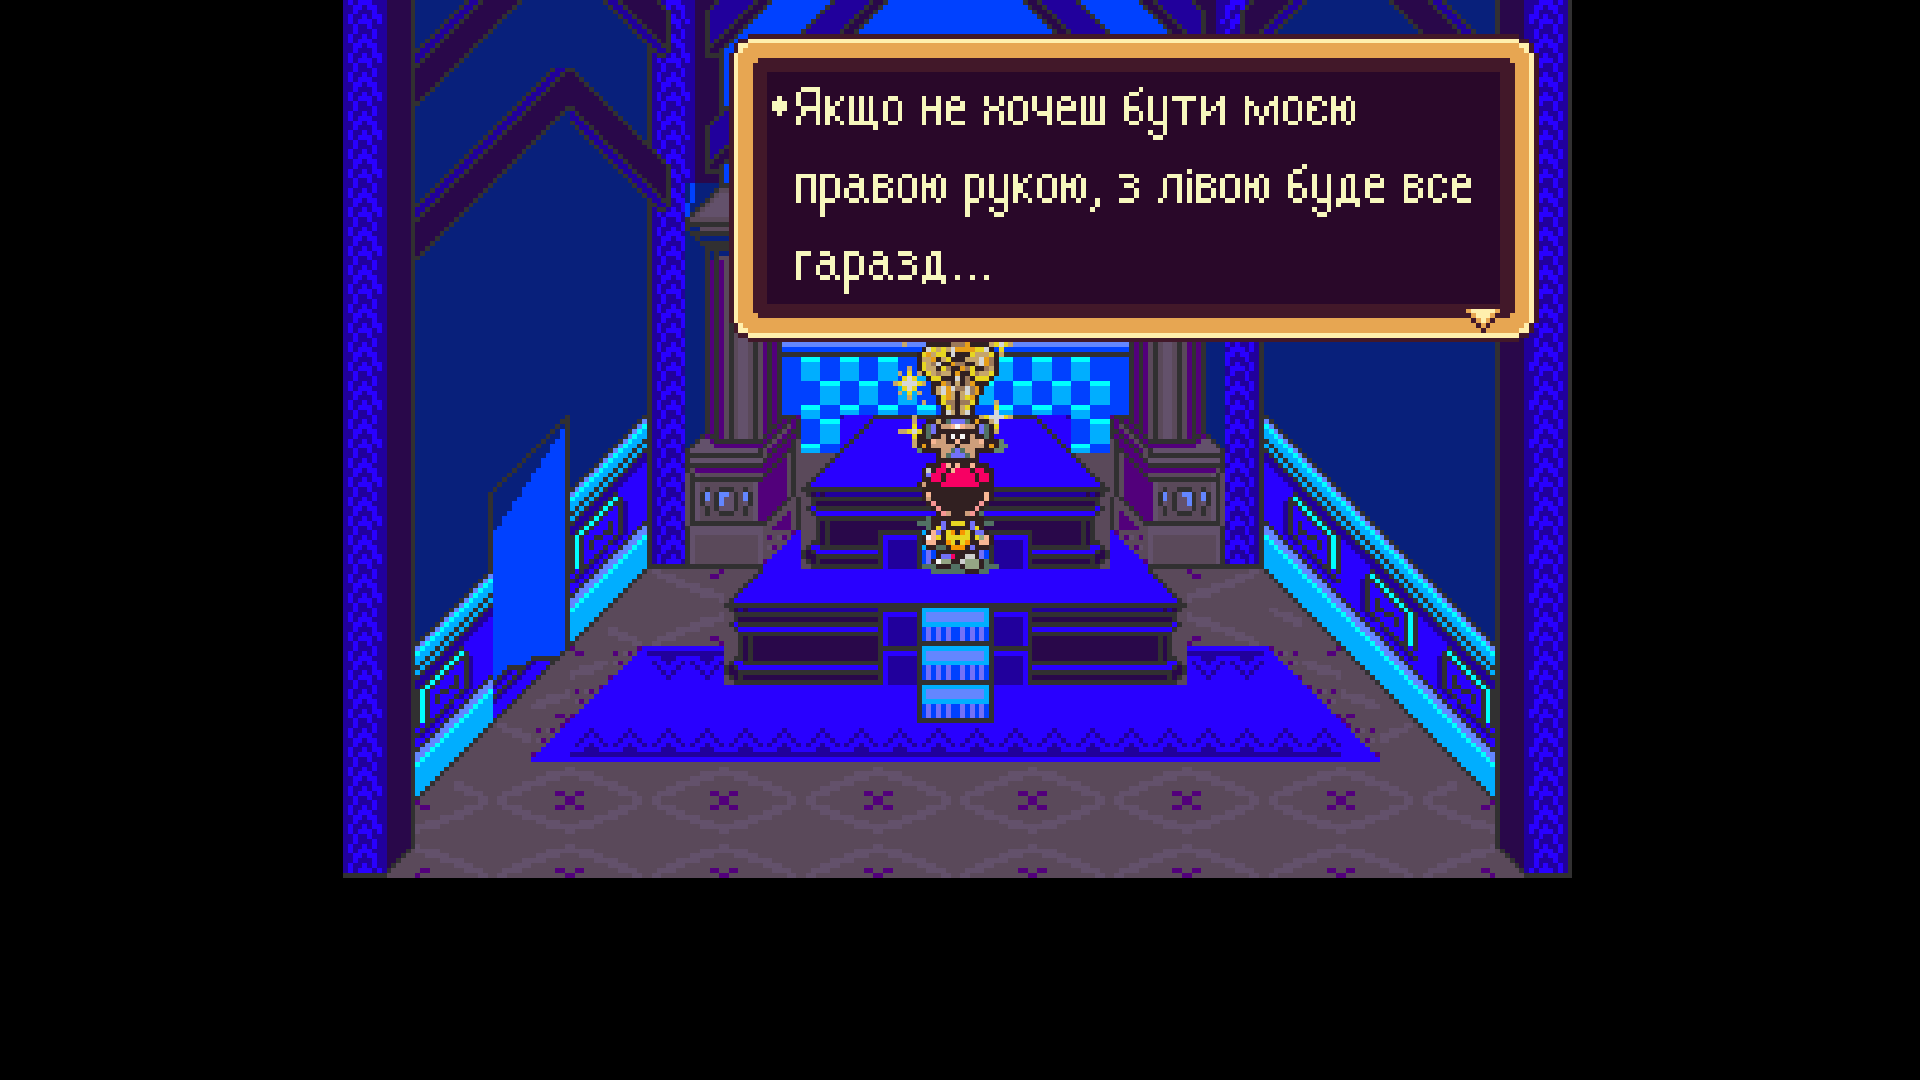 •Якщо не хочеш бути моєю
правою рукою, з лівою буде все
гаразд...